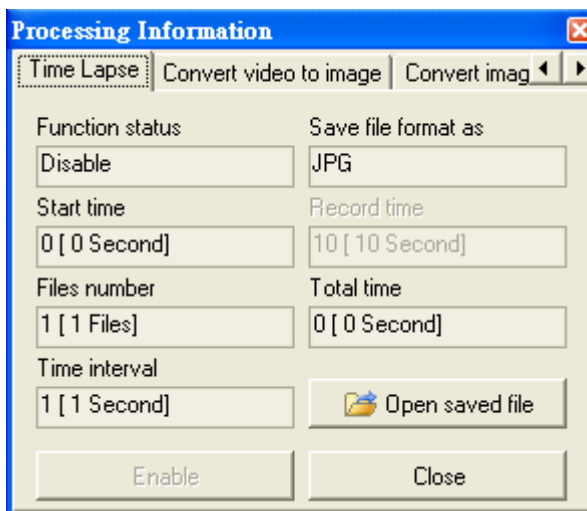 Processing Information
Time Lapse Convert video to image Convert imag
Function status Save file format as
Disable JPG
Start time Record time
0 [ 0 Second] 10 [ 10 Second]
Files number Total time
1 [ 1 Files] 0 [ 0 Second]
Time interval
1 [ 1 Second] Open saved file
Enable Close